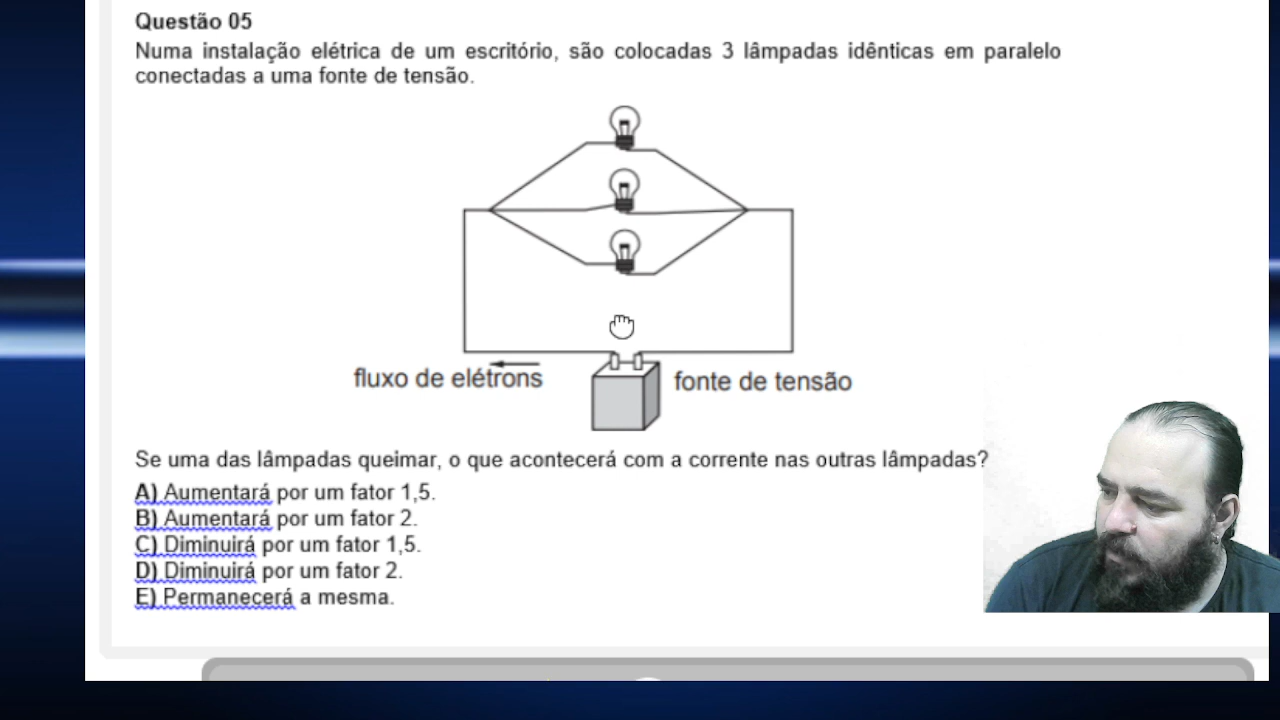 Questão 05
Numa instalação elétrica de um escritório, são colocadas 3 lâmpadas idênticas em paralelo
conectadas a uma fonte de tensão.
fluxo de elétrons
fonte de tensão
Se uma das lâmpadas queimar, o que acontecerá com a corrente nas outras lâmpadas?
A) Aumentará por um fator 1,5.
B) Aumentará por um fator 2.
C) Diminuirá por um fator 1,5.
D) Diminuirá por um fator 2.
E) Permanecerá a mesma.